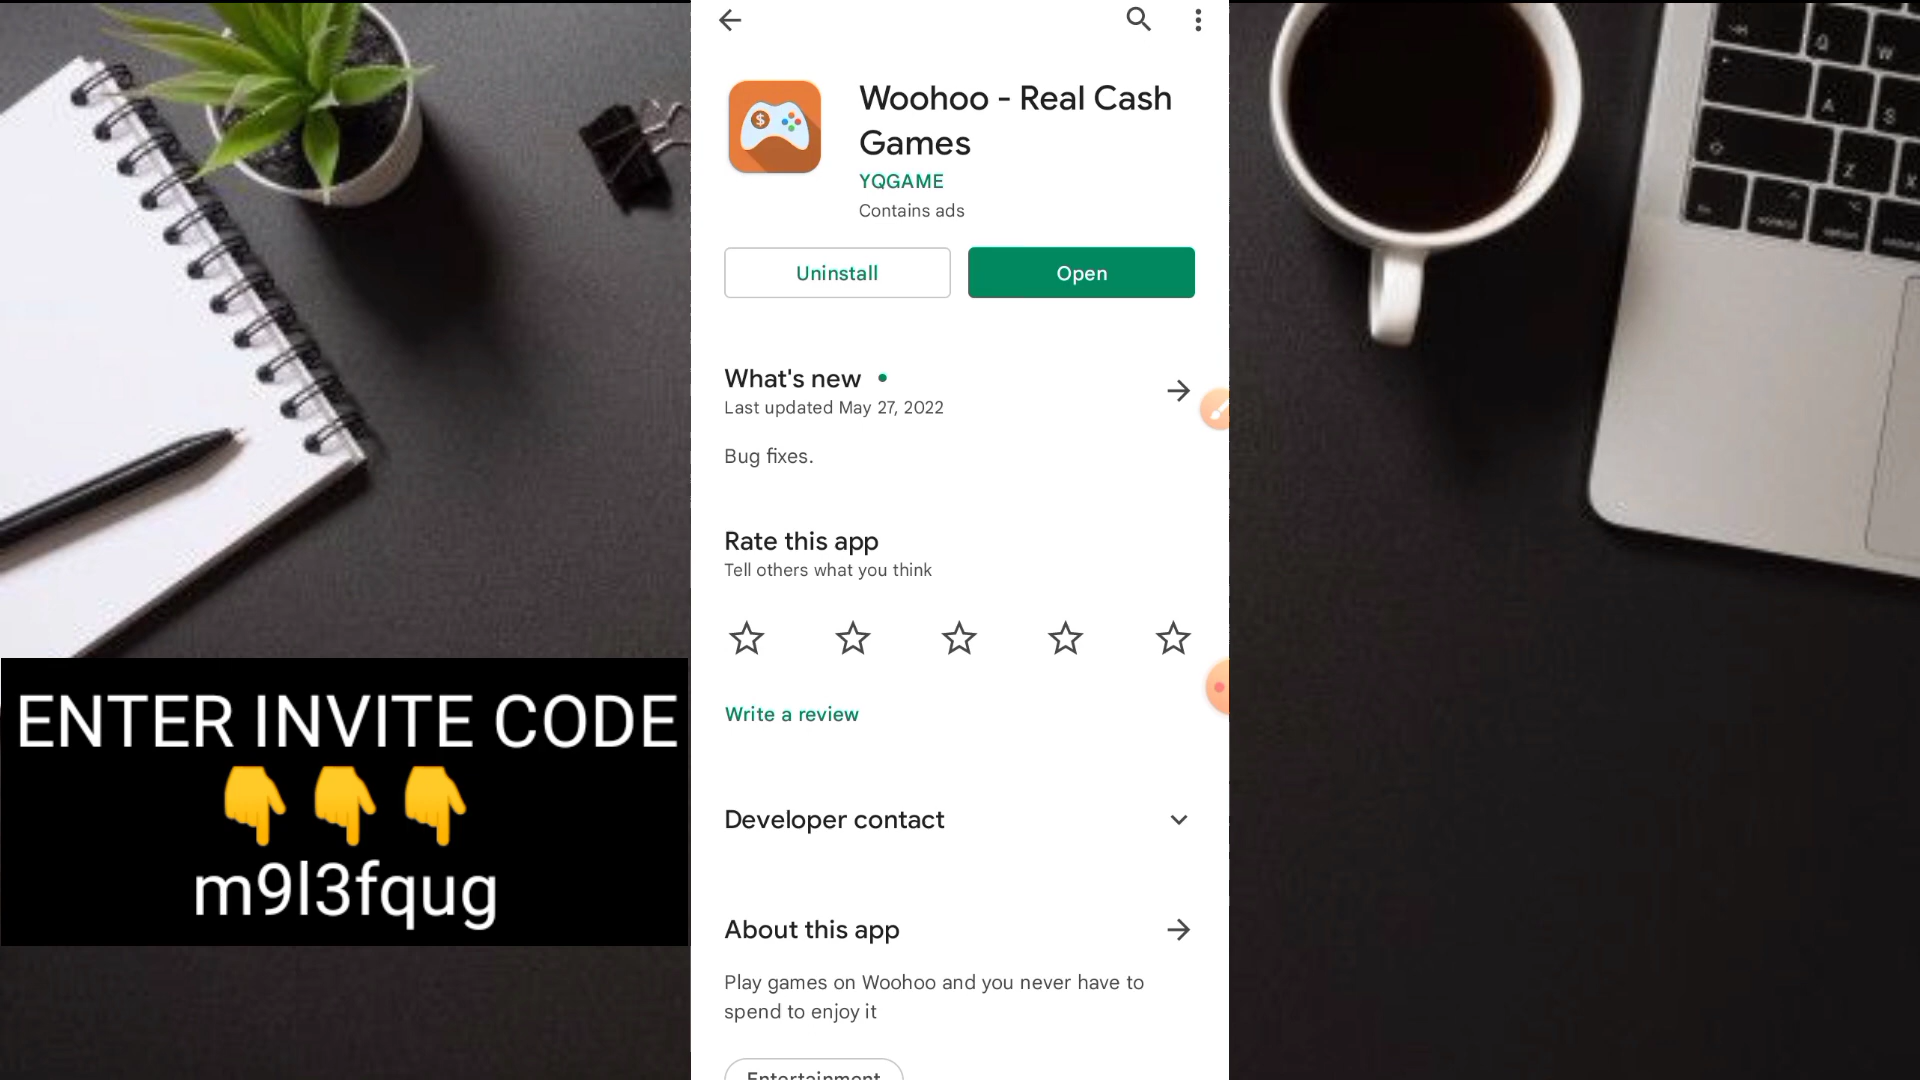 Woohoo - Real Cash
Games
YQGAME
Contains ads
Uninstall
Open
What's new
Last updated May 27, 2022
Bug fixes.
Rate this app
Tell others what you think
Write a review
Developer contact
About this app
Play games on Woohoo and you never have to
spend to enjoy it
Entertainment
ENTER INVITE CODE
👇👇👇
m9l3fqug
Q
W
A
S
Z
X